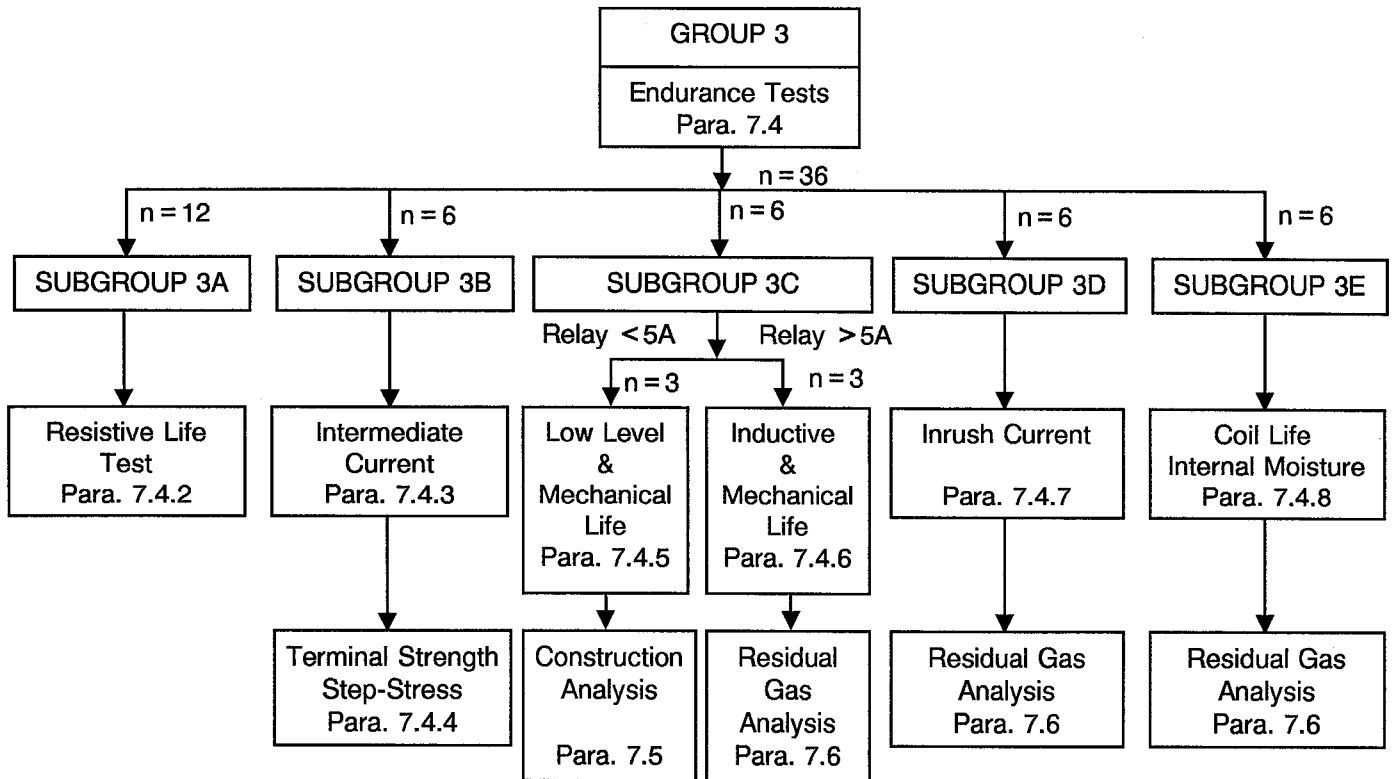 GROUP 3
Endurance Tests
Para. 7.4
n=36
n=12
n=6
n=6
n=6
n=6
SUBGROUP 3A
SUBGROUP 3B
SUBGROUP 3C
SUBGROUP 3D
SUBGROUP 3E
Relay <5A
Relay >5A
n=3
n=3
Resistive Life
Test
Para. 7.4.2
Intermediate
Current
Para. 7.4.3
Low Level
&
Mechanical
Life
Para. 7.4.5
Inductive
&
Mechanical
Life
Para. 7.4.6
Inrush Current
Para. 7.4.7
Coil Life
Internal Moisture
Para. 7.4.8
Terminal Strength
Step-Stress
Para. 7.4.4
Construction
Analysis
Para. 7.5
Residual
Gas
Analysis
Para. 7.6
Residual Gas
Analysis
Para. 7.6
Residual Gas
Analysis
Para. 7.6